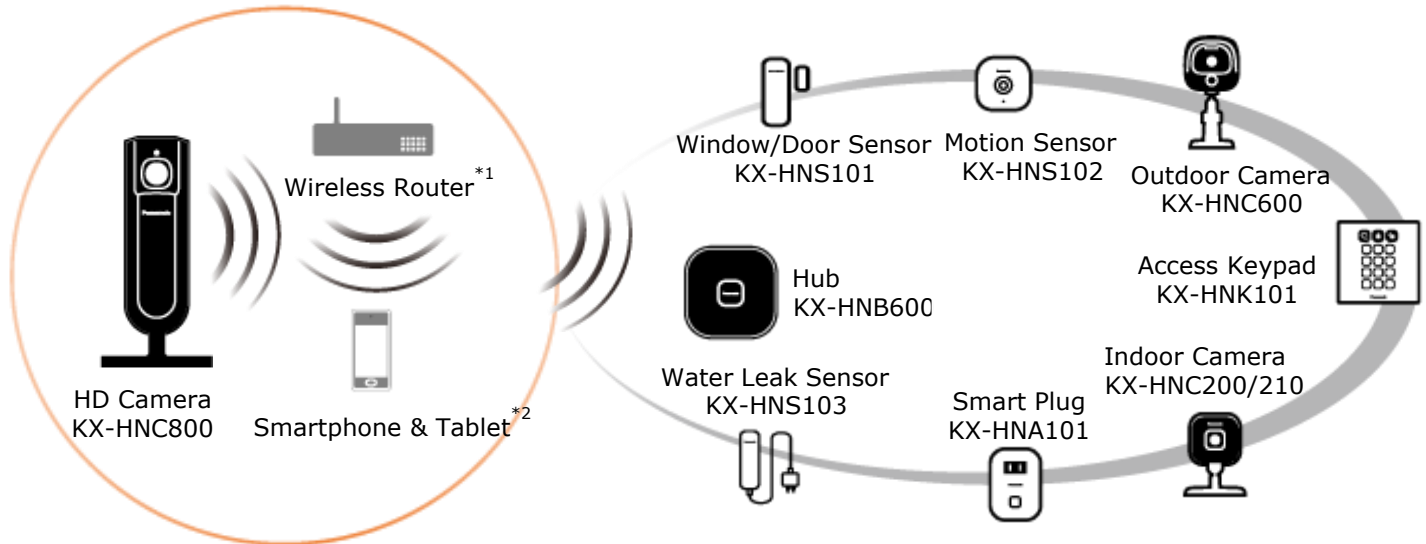 Wireless Router*1
HD Camera
KX-HNC800
Smartphone & Tablet*2
Window/Door Sensor
KX-HNS101
Motion Sensor
KX-HNS102
Outdoor Camera
KX-HNC600
Hub
KX-HNB600
Access Keypad
KX-HNK101
Water Leak Sensor
KX-HNS103
Smart Plug
KX-HNA101
Indoor Camera
KX-HNC200/210